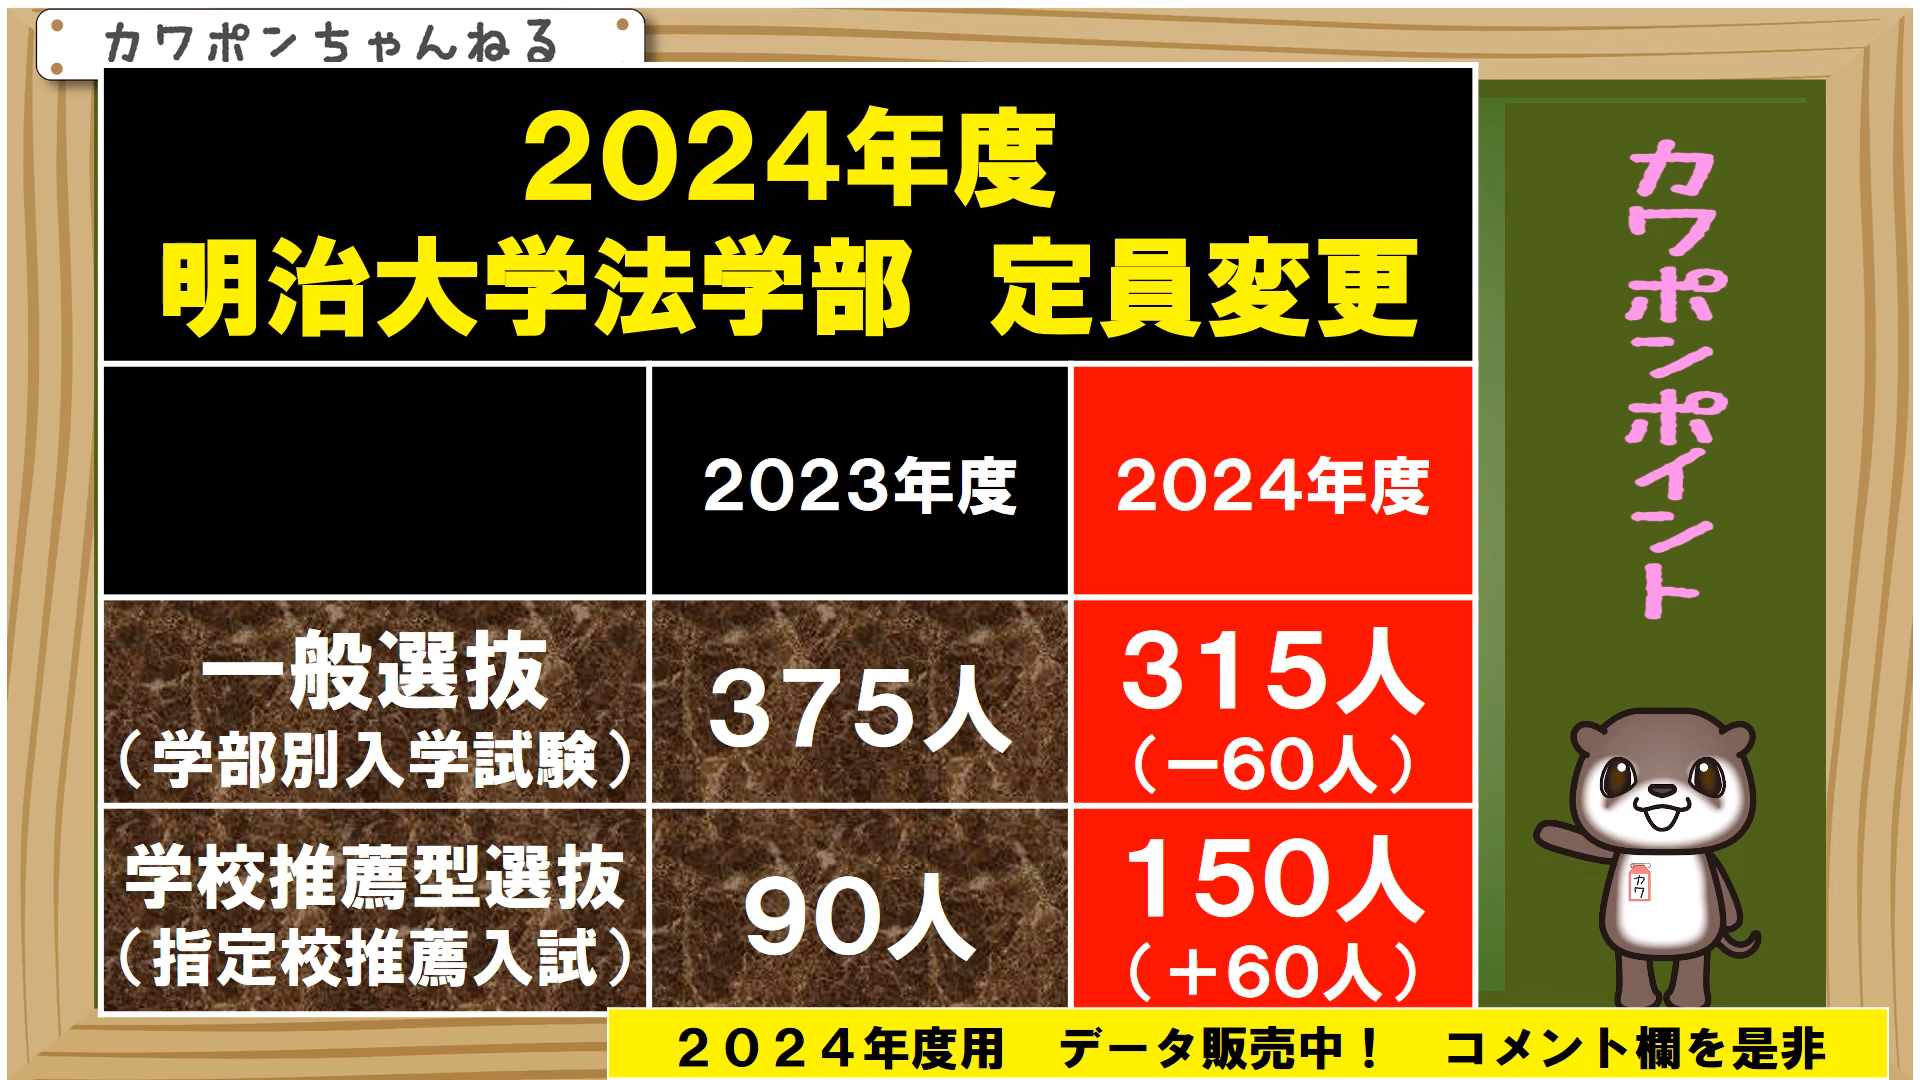 カワポンちゃんねる
2024年度
明治大学法学部　定員変更
2023年度
2024年度
一般選抜
（学部別入学試験）
375人
315人
（－60人）
学校推薦型選抜
（指定校推薦入試）
90人
150人
（＋60人）
カワポンポイント
カワ
２０２４年度用　データ販売中！　コメント欄を是非